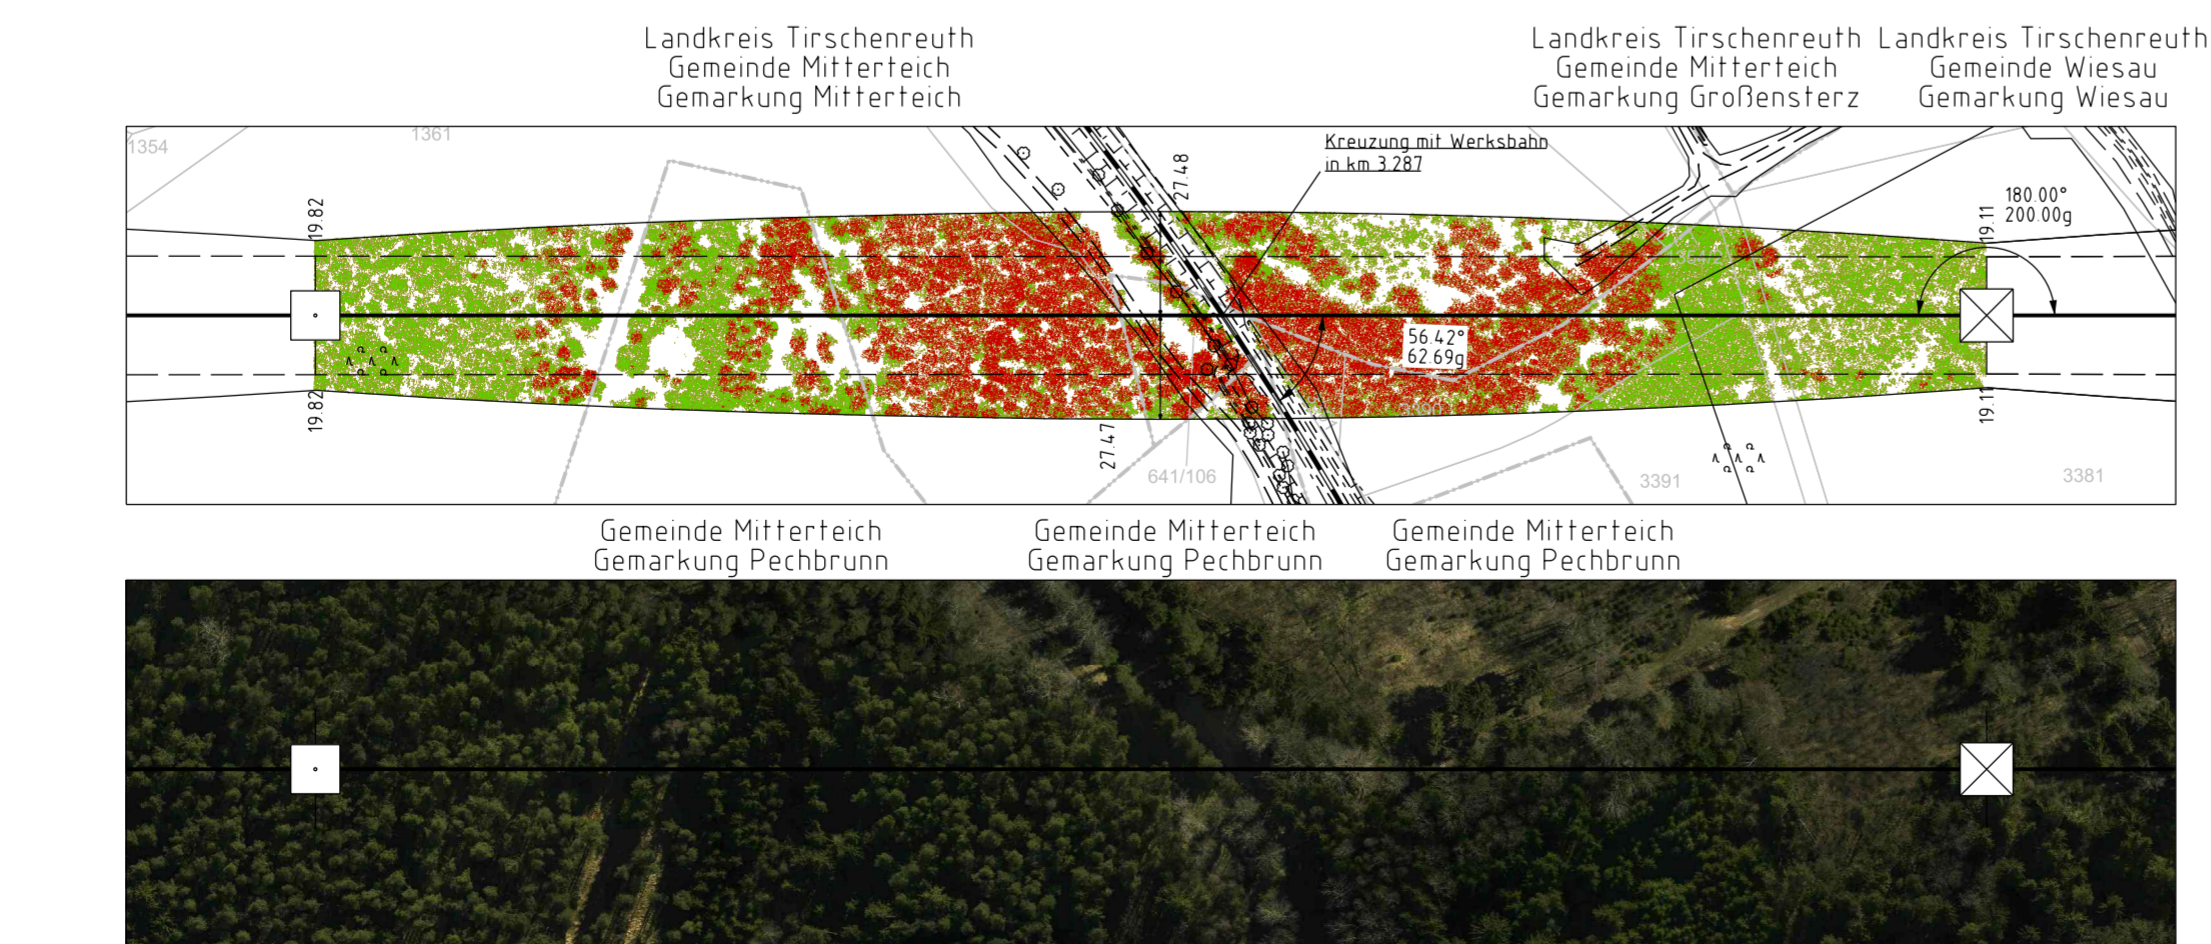 Landkreis Tirschenreuth
Gemeinde Mitterteich
Gemarkung Mitterteich
Landkreis Tirschenreuth
Gemeinde Mitterteich
Gemarkung Großensterz
Landkreis Tirschenreuth
Gemeinde Wiesau
Gemarkung Wiesau
1354
1361
Kreuzung mit Werksbahn
in km 3.287
27.48
19.82
180.00°
200.00g
19.11
56.42°
62.69g
19.82
19.11
27.47
641/106
3391
3381
Gemeinde Mitterteich
Gemarkung Pechbrunn
Gemeinde Mitterteich
Gemarkung Pechbrunn
Gemeinde Mitterteich
Gemarkung Pechbrunn